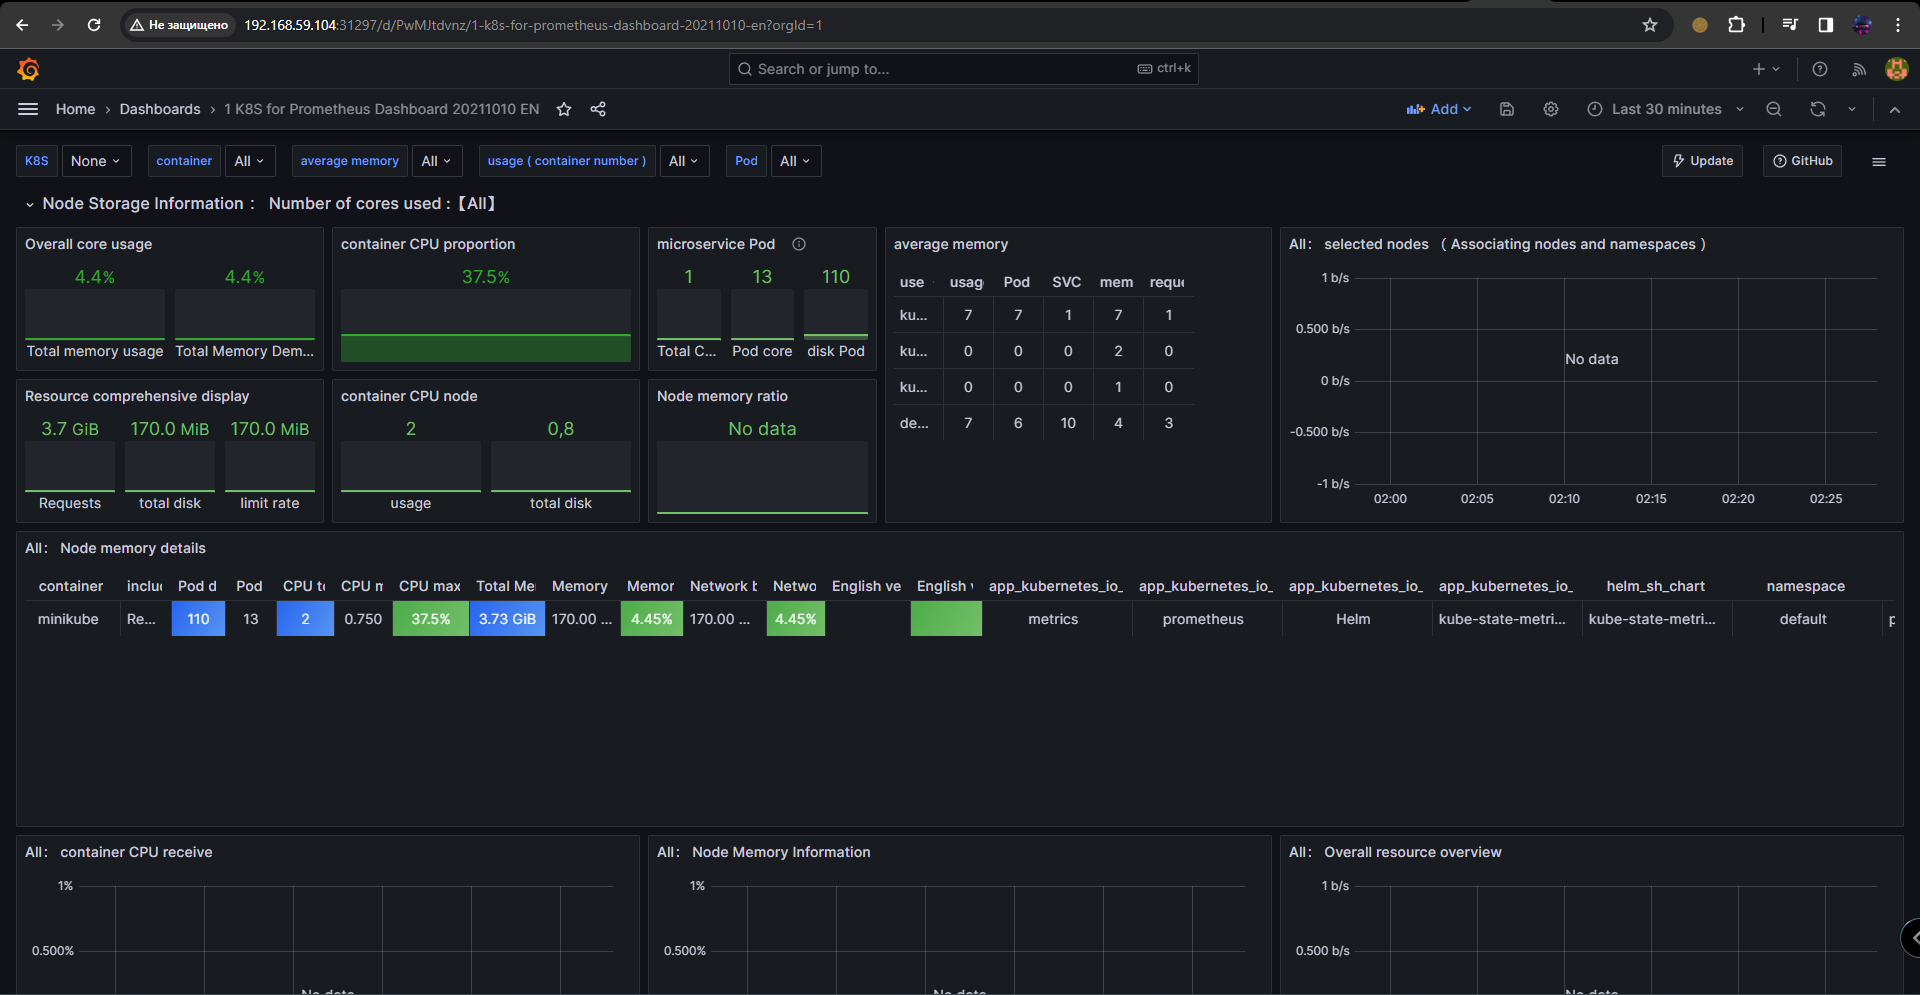 Не защищено 192.168.59.104:31297/d/PwMJtdvnz/1-k8s-for-prometheus-dashboard-20211010-en?orgId=1
Search or jump to... ctrl+k
Home › Dashboards › 1 K8S for Prometheus Dashboard 20211010 EN Add Last 30 minutes
K8S None container All average memory All usage ( container number ) All Pod All Update GitHub
Node Storage Information： Number of cores used :【All】
Overall core usage
4.4% 4.4%
Total memory usage Total Memory Dem...
container CPU proportion
37.5%
microservice Pod
1 13 110
Total C... Pod core disk Pod
Resource comprehensive display
3.7 GiB 170.0 MiB 170.0 MiB
Requests total disk limit rate
container CPU node
2 0,8
usage total disk
Node memory ratio
No data
average memory
use usag Pod SVC mem reque
ku... 7 7 1 7 1
ku... 0 0 0 2 0
ku... 0 0 0 1 0
de... 7 6 10 4 3
All： selected nodes （ Associating nodes and namespaces ）
1 b/s
0.500 b/s
No data
0 b/s
-0.500 b/s
-1 b/s
02:00 02:05 02:10 02:15 02:20 02:25
All： Node memory details
container inclu Pod d Pod CPU to CPU m CPU max Total Me Memory Memor Network b Netwo English ve English v app_kubernetes_io_ app_kubernetes_io_ app_kubernetes_io_ app_kubernetes_io_ helm_sh_chart namespace
minikube Re... 110 13 2 0.750 37.5% 3.73 GiB 170.00 ... 4.45% 170.00 ... 4.45% metrics prometheus Helm kube-state-metri... kube-state-metri... default p
All： container CPU receive
1%
0.500%
No data
All： Node Memory Information
1%
0.500%
No data
All： Overall resource overview
1 b/s
0.500 b/s
No data